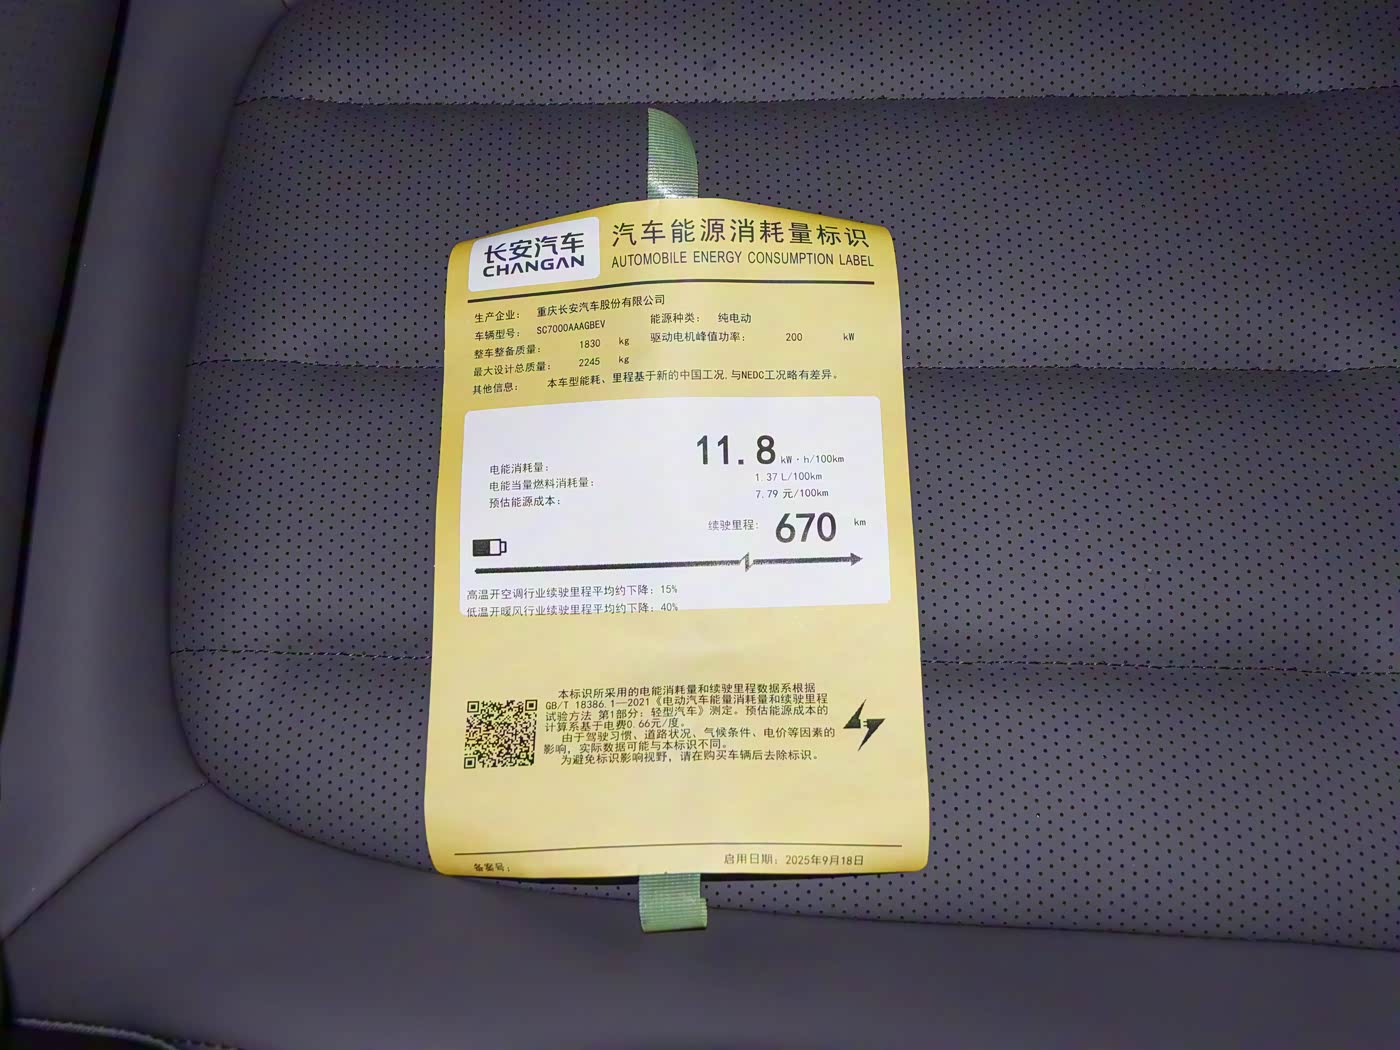 长安汽车
CHANGAN
汽车能源消耗量标识
AUTOMOBILE ENERGY CONSUMPTION LABEL
生产企业： 重庆长安汽车股份有限公司
车辆型号： SC7000AAAGBEV 能源种类： 纯电动
整车整备质量： 1830 kg 驱动电机峰值功率： 200 kW
最大设计总质量： 2245 kg
其他信息： 本车型能耗、里程基于新的中国工况,与NEDC工况略有差异。
电能消耗量： 11.8 kW·h/100km
电能当量燃料消耗量： 1.37 L/100km
预估能源成本： 7.79 元/100km
续驶里程： 670 km
高温开空调行业续驶里程平均约下降：15%
低温开暖风行业续驶里程平均约下降：40%
本标识所采用的电能消耗量和续驶里程数据系根据
GB/T 18386.1—2021《电动汽车能量消耗量和续驶里程
试验方法 第1部分：轻型汽车》测定。预估能源成本的
计算系基于电费0.66元/度。
由于驾驶习惯、道路状况、气候条件、电价等因素的
影响，实际数据可能与本标识不同。
为避免标识影响视野，请在购买车辆后去除标识。
备案号：
启用日期：2025年9月18日